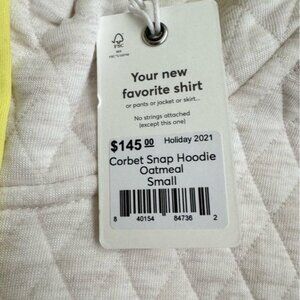 FSC
Your new
favorite shirt
or pants or jacket or skirt...
No strings attached
(except this one)
$145.00 Holiday 2021
Corbet Snap Hoodie
Oatmeal
Small
8 40154 84736 2